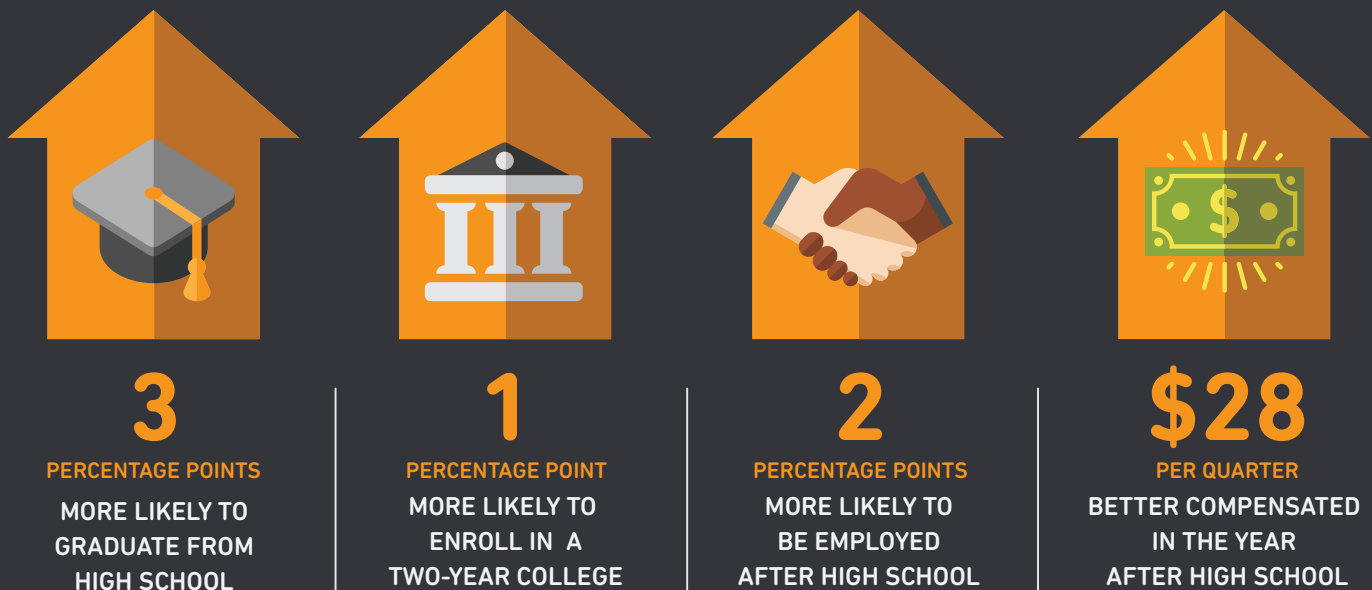 3
PERCENTAGE POINTS
MORE LIKELY TO
GRADUATE FROM
HIGH SCHOOL
1
PERCENTAGE POINT
MORE LIKELY TO
ENROLL IN A
TWO-YEAR COLLEGE
2
PERCENTAGE POINTS
MORE LIKELY TO
BE EMPLOYED
AFTER HIGH SCHOOL
$
$28
PER QUARTER
BETTER COMPENSATED
IN THE YEAR
AFTER HIGH SCHOOL